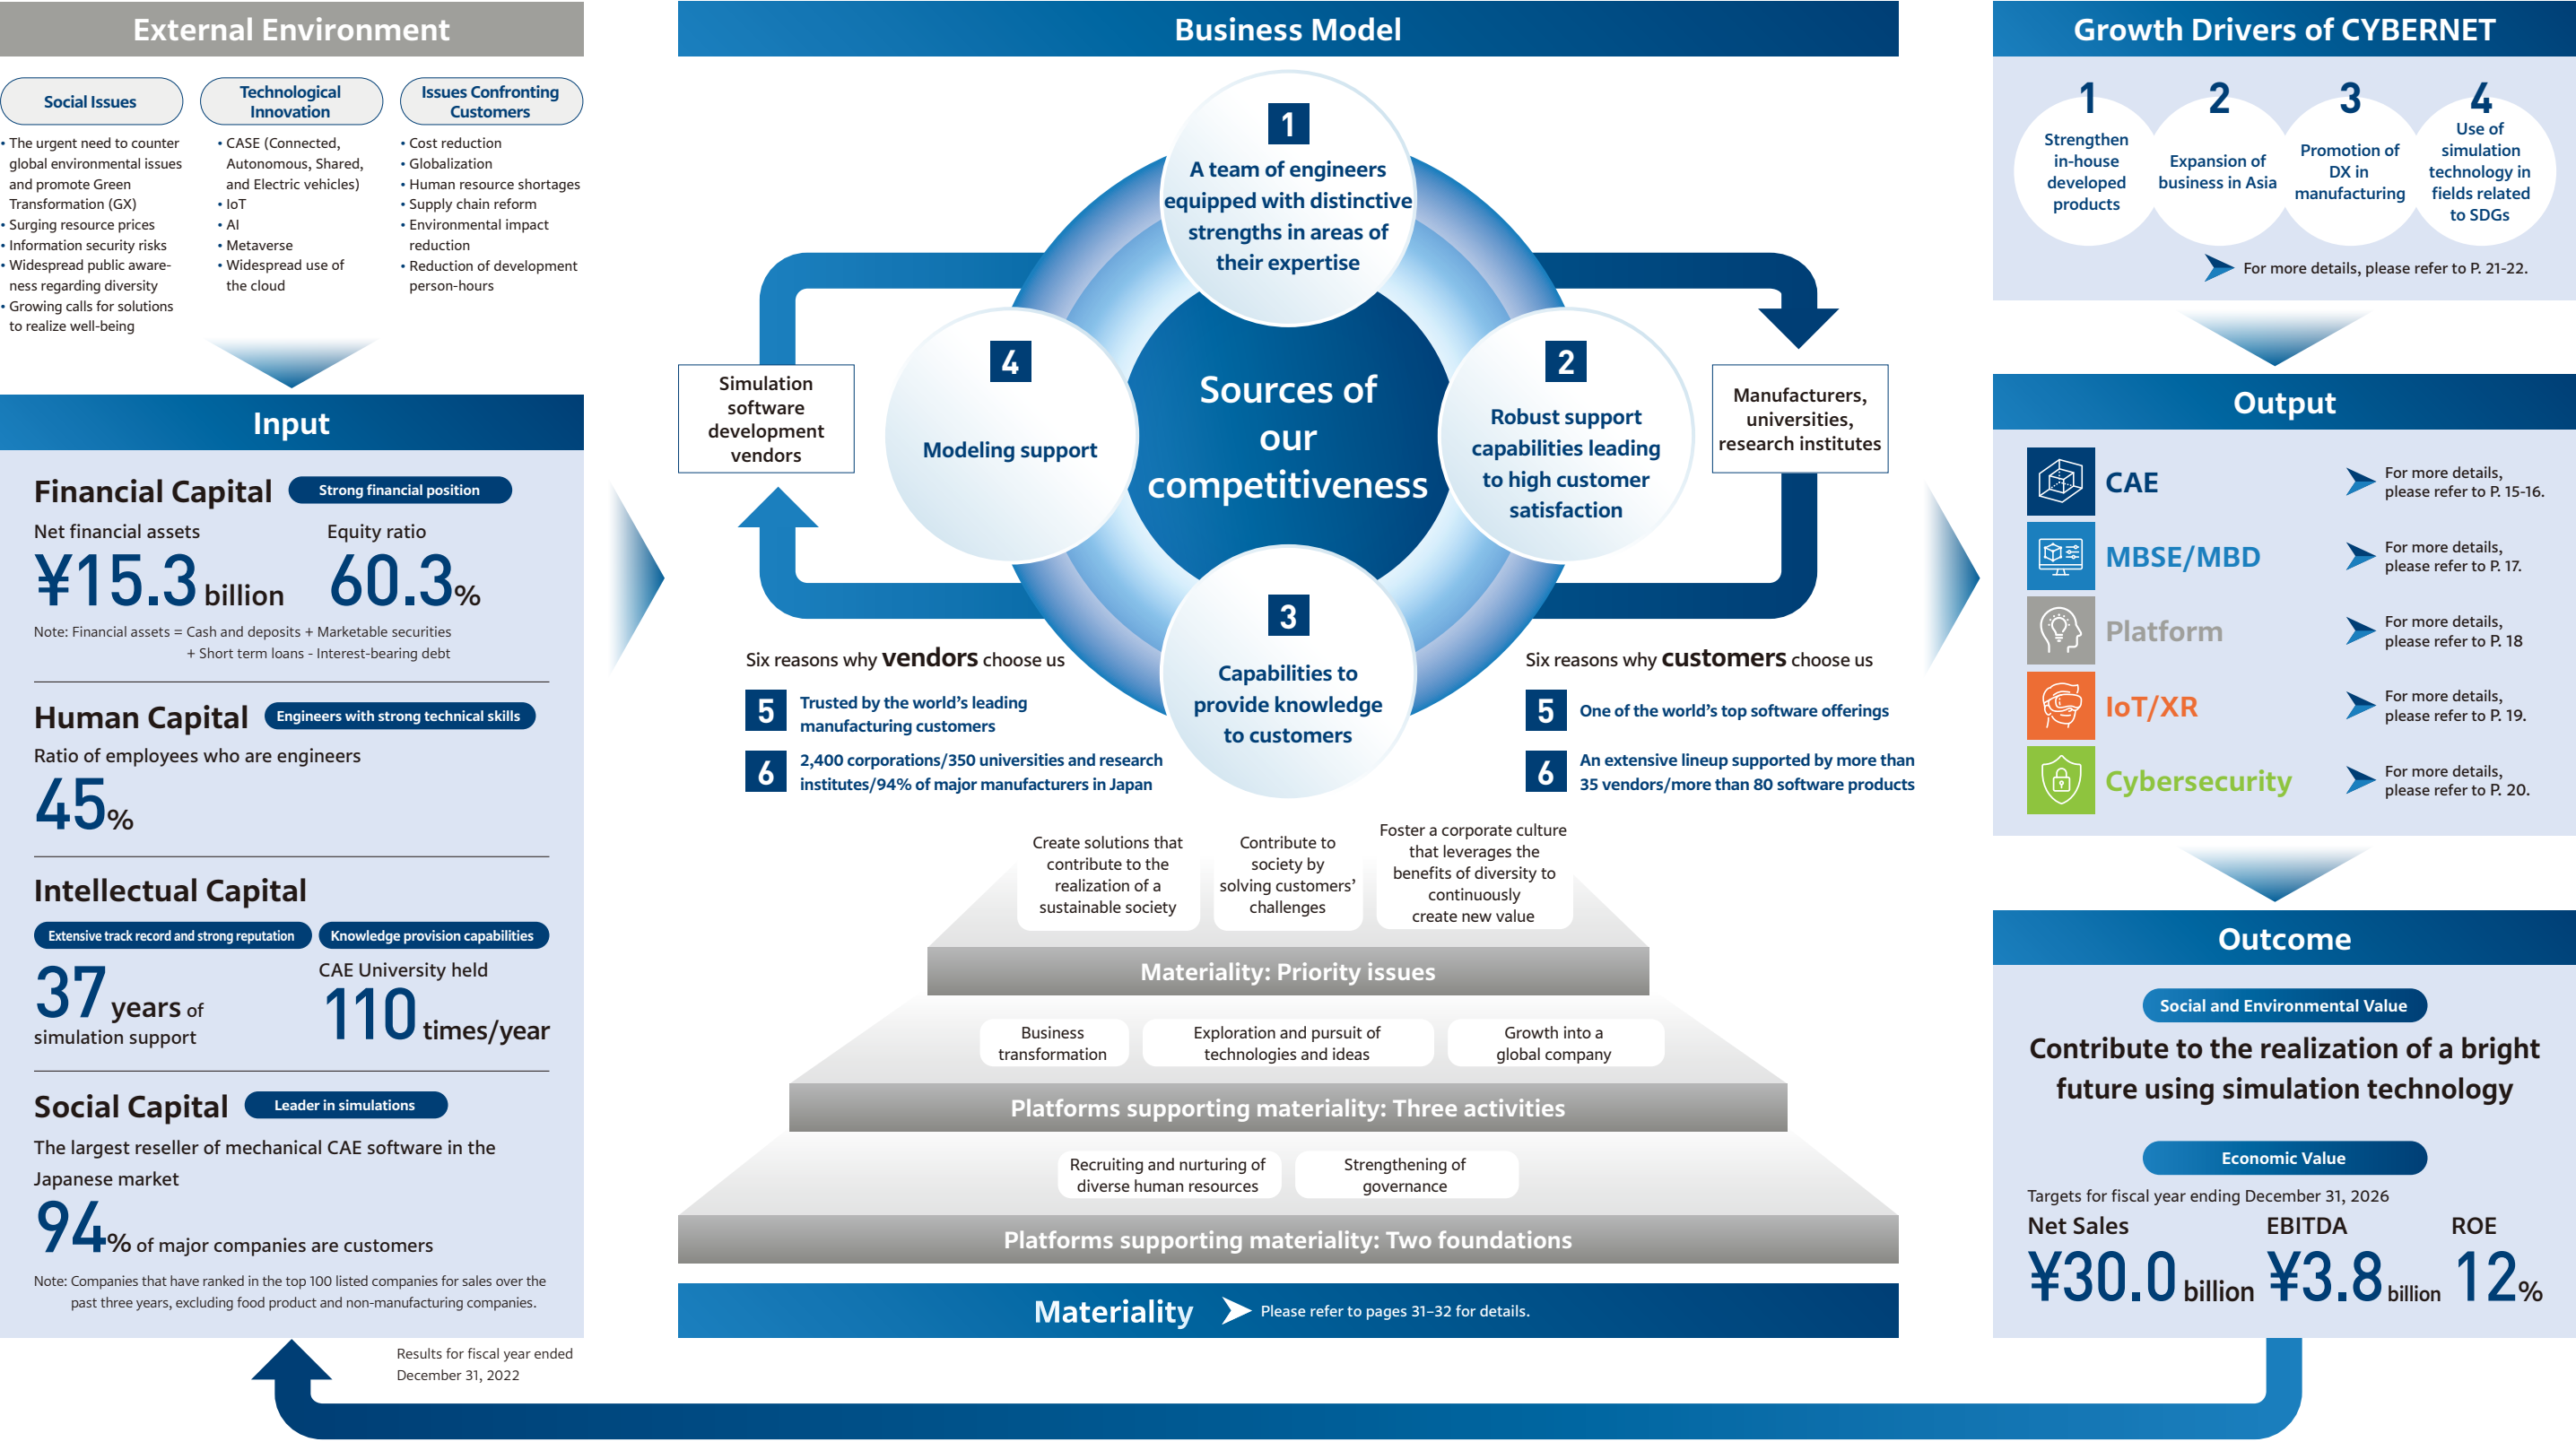 External Environment
Social Issues
• The urgent need to counter
global environmental issues
and promote Green
Transformation (GX)
• Surging resource prices
• Information security risks
• Widespread public aware-
ness regarding diversity
• Growing calls for solutions
to realize well-being
Technological
Innovation
• CASE (Connected,
Autonomous, Shared,
and Electric vehicles)
• IoT
• AI
• Metaverse
• Widespread use of
the cloud
Issues Confronting
Customers
• Cost reduction
• Globalization
• Human resource shortages
• Supply chain reform
• Environmental impact
reduction
• Reduction of development
person-hours
Input
Financial Capital
Strong financial position
Net financial assets
¥15.3 billion
Equity ratio
60.3%
Note: Financial assets = Cash and deposits + Marketable securities
+ Short term loans - Interest-bearing debt
Human Capital
Engineers with strong technical skills
Ratio of employees who are engineers
45%
Intellectual Capital
Extensive track record and strong reputation
37 years of
simulation support
Knowledge provision capabilities
CAE University held
110 times/year
Social Capital
Leader in simulations
The largest reseller of mechanical CAE software in the
Japanese market
94% of major companies are customers
Note: Companies that have ranked in the top 100 listed companies for sales over the
past three years, excluding food product and non-manufacturing companies.
Results for fiscal year ended
December 31, 2022
Business Model
1
A team of engineers
equipped with distinctive
strengths in areas of
their expertise
Simulation
software
development
vendors
4
Modeling support
Sources of
our
competitiveness
2
Robust support
capabilities leading
to high customer
satisfaction
Manufacturers,
universities,
research institutes
3
Capabilities to
provide knowledge
to customers
Six reasons why vendors choose us
5
Trusted by the world’s leading
manufacturing customers
6
2,400 corporations/350 universities and research
institutes/94% of major manufacturers in Japan
Six reasons why customers choose us
5
One of the world’s top software offerings
6
An extensive lineup supported by more than
35 vendors/more than 80 software products
Create solutions that
contribute to the
realization of a
sustainable society
Contribute to
society by
solving customers’
challenges
Foster a corporate culture
that leverages the
benefits of diversity to
continuously
create new value
Materiality: Priority issues
Business
transformation
Exploration and pursuit of
technologies and ideas
Growth into a
global company
Platforms supporting materiality: Three activities
Recruiting and nurturing of
diverse human resources
Strengthening of
governance
Platforms supporting materiality: Two foundations
Materiality
Please refer to pages 31–32 for details.
Growth Drivers of CYBERNET
1
Strengthen
in-house
developed
products
2
Expansion of
business in Asia
3
Promotion of
DX in
manufacturing
4
Use of
simulation
technology in
fields related
to SDGs
For more details, please refer to P. 21-22.
Output
CAE
For more details,
please refer to P. 15-16.
MBSE/MBD
For more details,
please refer to P. 17.
Platform
For more details,
please refer to P. 18
IoT/XR
For more details,
please refer to P. 19.
Cybersecurity
For more details,
please refer to P. 20.
Outcome
Social and Environmental Value
Contribute to the realization of a bright
future using simulation technology
Economic Value
Targets for fiscal year ending December 31, 2026
Net Sales
¥30.0 billion
EBITDA
¥3.8 billion
ROE
12%